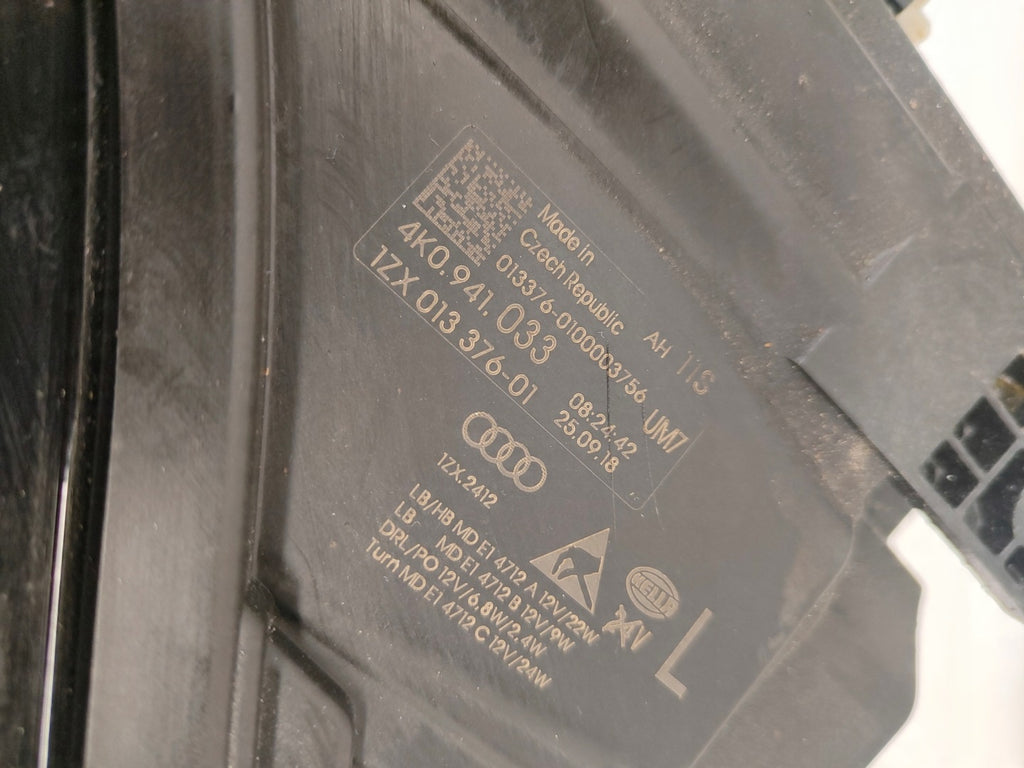 Made in
Czech Republic
AH 11S
013376-0100003756 UM7
4K0.941.033
08:24:42
1ZX 013 376-01
25.09.18
1ZX.2412
LB/HB MD E1 4712 A 12V/22W
LB MD E1 4712 B 12V/9W
DRL/PO 12V/6.8W/2.4W
Turn MD E1 4712 C 12V/24W
HELLA
24V
L